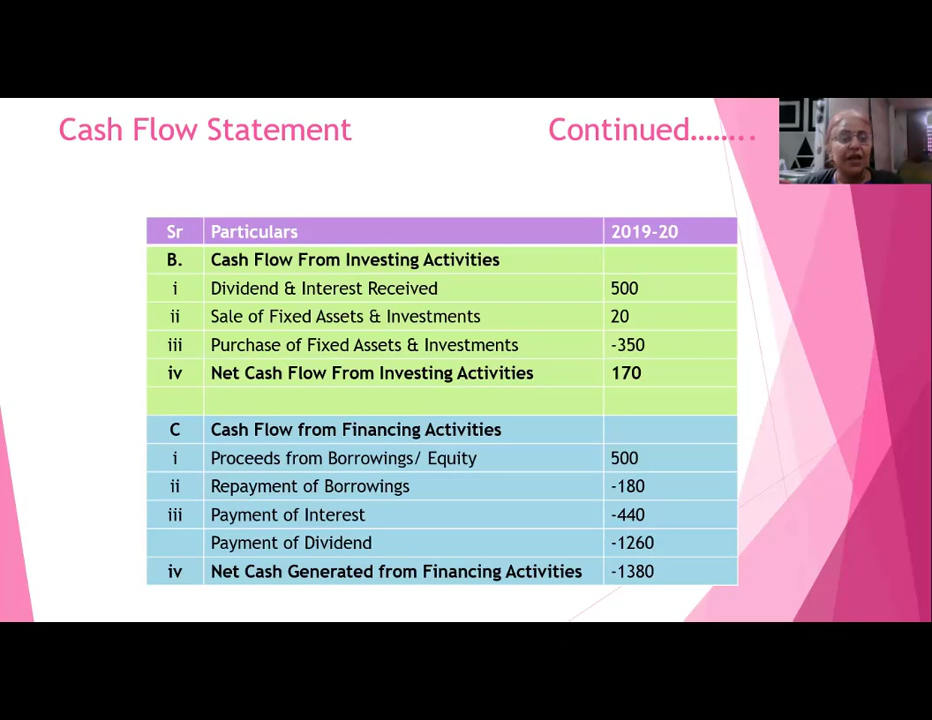 Cash Flow Statement Continued........
Sr Particulars 2019-20
B. Cash Flow From Investing Activities
i Dividend & Interest Received 500
ii Sale of Fixed Assets & Investments 20
iii Purchase of Fixed Assets & Investments -350
iv Net Cash Flow From Investing Activities 170
C Cash Flow from Financing Activities
i Proceeds from Borrowings/ Equity 500
ii Repayment of Borrowings -180
iii Payment of Interest -440
Payment of Dividend -1260
iv Net Cash Generated from Financing Activities -1380